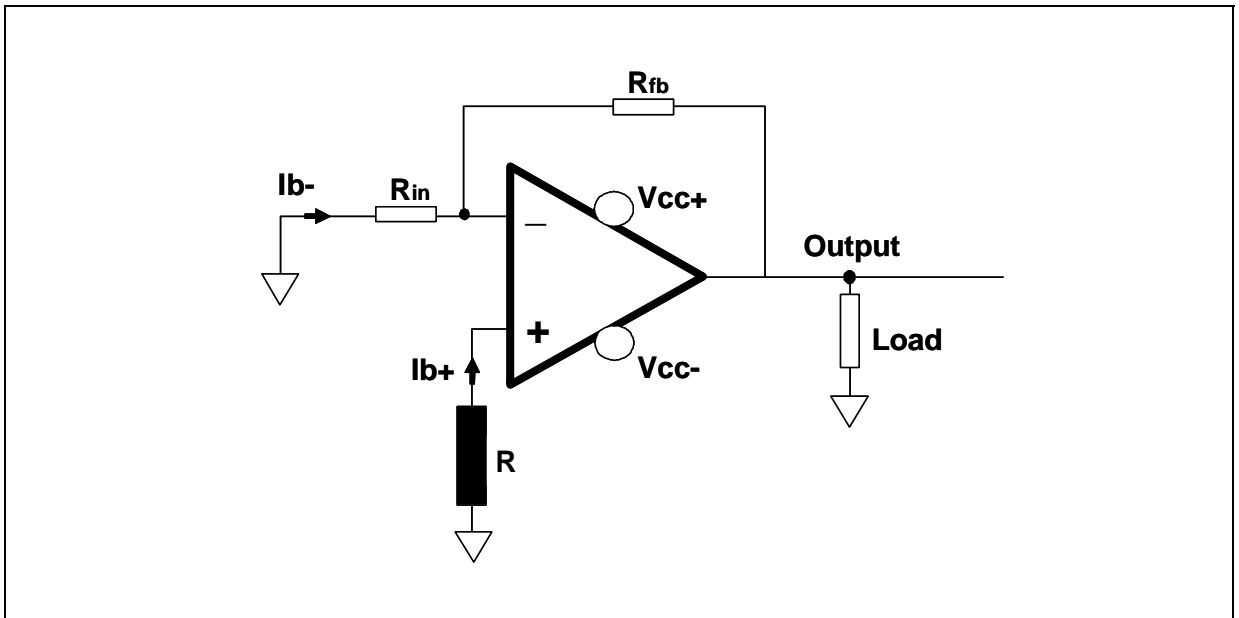 Rfb
Ib-
Rin
Vcc+
–
Output
+
Load
Ib+
Vcc-
R